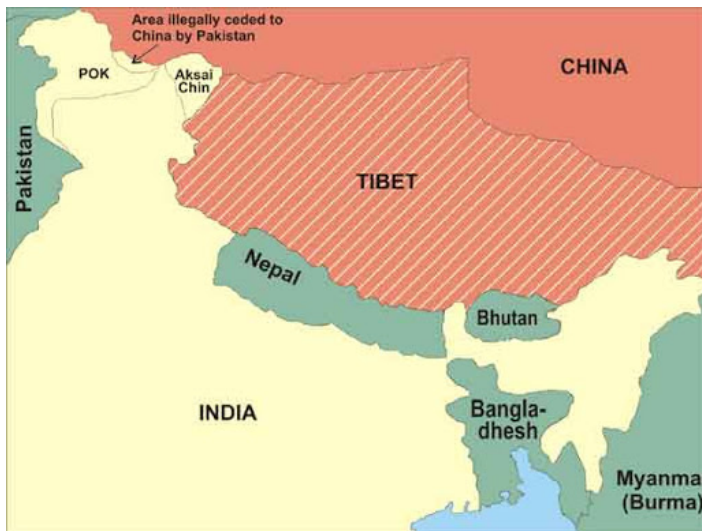 Area illegally ceded to
China by Pakistan
POK
Aksai
Chin
CHINA
Pakistan
TIBET
Nepal
Bhutan
INDIA
Bangla-
dhesh
Myanmar
(Burma)